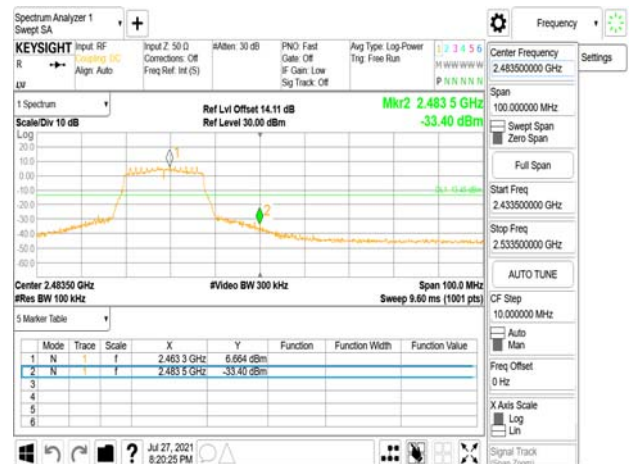 Spectrum Analyzer 1
Swept SA
Frequency
KEYSIGHT
R
Input: RF
Coupling: DC
Align: Auto
Input Z: 50 Ω
Corrections: Off
Freq Ref: Int (S)
#Atten: 30 dB
PNO: Fast
Gate: Off
IF Gain: Low
Sig Track: Off
Avg Type: Log-Power
Trig: Free Run
1 2 3 4 5 6
M W W W W W
P N N N N N
LV
Center Frequency
2.483500000 GHz
Settings
Span
100.000000 MHz
Swept Span
Zero Span
Full Span
Start Freq
2.433500000 GHz
Stop Freq
2.533500000 GHz
AUTO TUNE
CF Step
10.000000 MHz
Auto
Man
Freq Offset
0 Hz
X Axis Scale
Log
Lin
Signal Track
(Span Zoom)
1 Spectrum
Scale/Div 10 dB
Ref Lvl Offset 14.11 dB
Ref Level 30.00 dBm
Mkr2 2.483 5 GHz
-33.40 dBm
Log
20.0
10.0
0.00
-10.0
-20.0
-30.0
-40.0
-50.0
-60.0
1
2
Center 2.48350 GHz
#Res BW 100 kHz
#Video BW 300 kHz
Span 100.0 MHz
Sweep 9.60 ms (1001 pts)
5 Marker Table
Mode Trace Scale X Y Function Function Width Function Value
1 N 1 f 2.463 3 GHz 6.664 dBm
2 N 1 f 2.483 5 GHz -33.40 dBm
3
4
5
6
?
Jul 27, 2021
8:20:25 PM